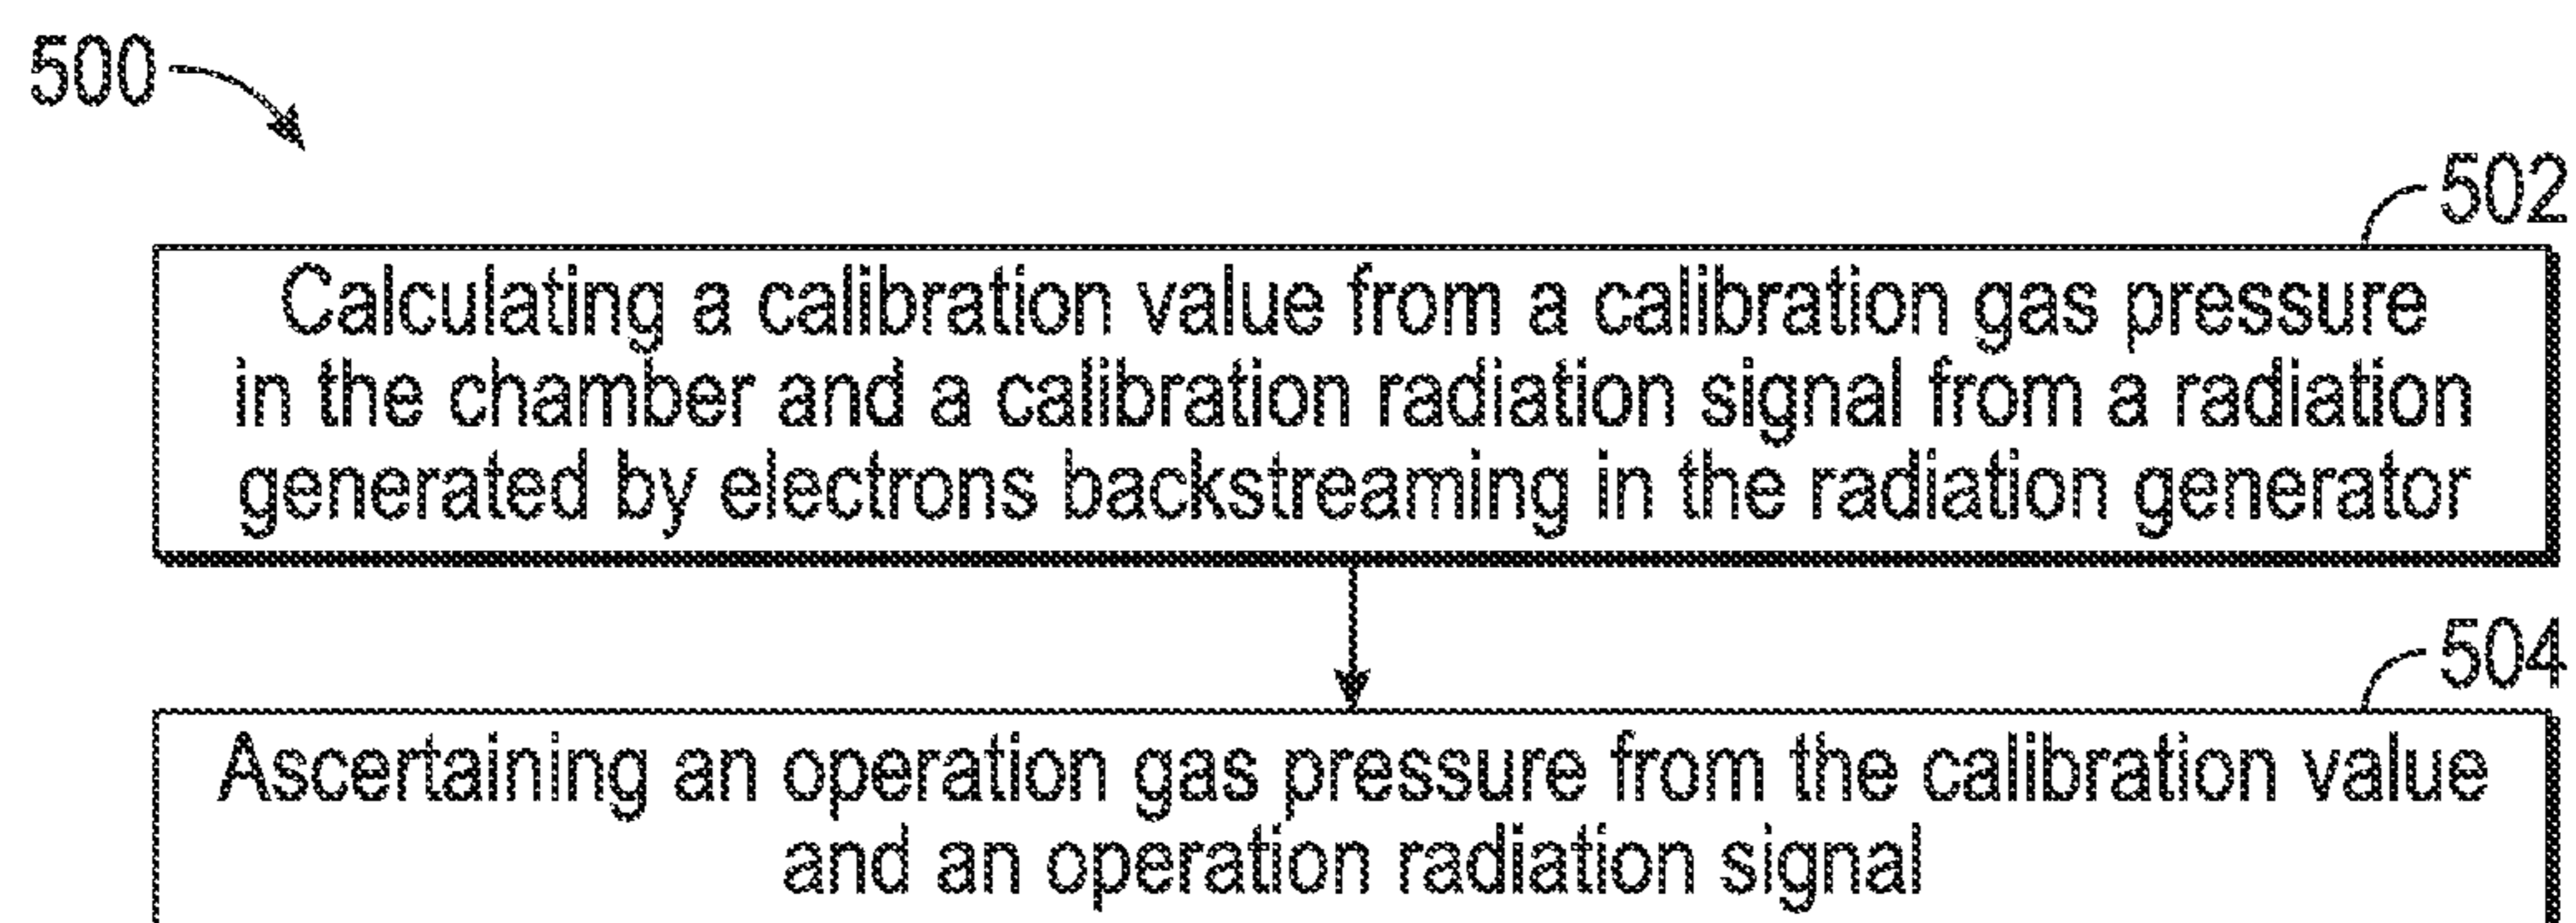 500
502
Calculating a calibration value from a calibration gas pressure
in the chamber and a calibration radiation signal from a radiation
generated by electrons backstreaming in the radiation generator
504
Ascertaining an operation gas pressure from the calibration value
and an operation radiation signal